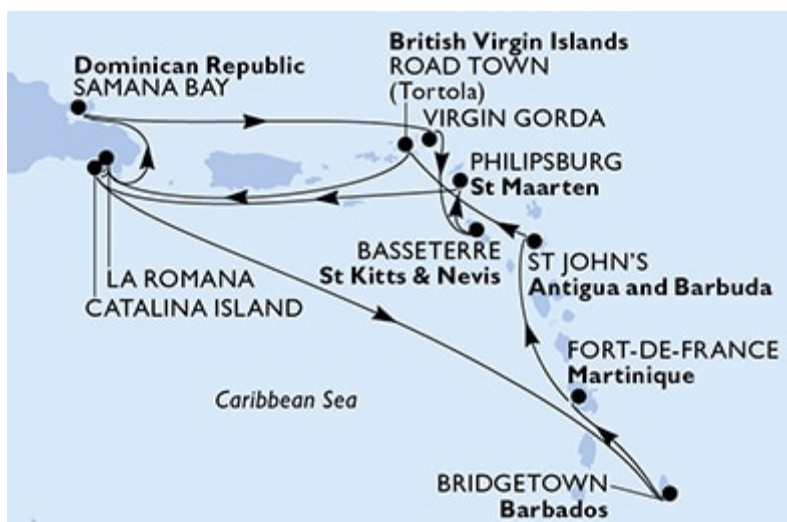 Dominican Republic
SAMANA BAY
British Virgin Islands
ROAD TOWN
(Tortola)
VIRGIN GORDA
PHILIPSBURG
St Maarten
BASSETERRE
St Kitts & Nevis
ST JOHN'S
Antigua and Barbuda
LA ROMANA
CATALINA ISLAND
FORT-DE-FRANCE
Martinique
Caribbean Sea
BRIDGETOWN
Barbados